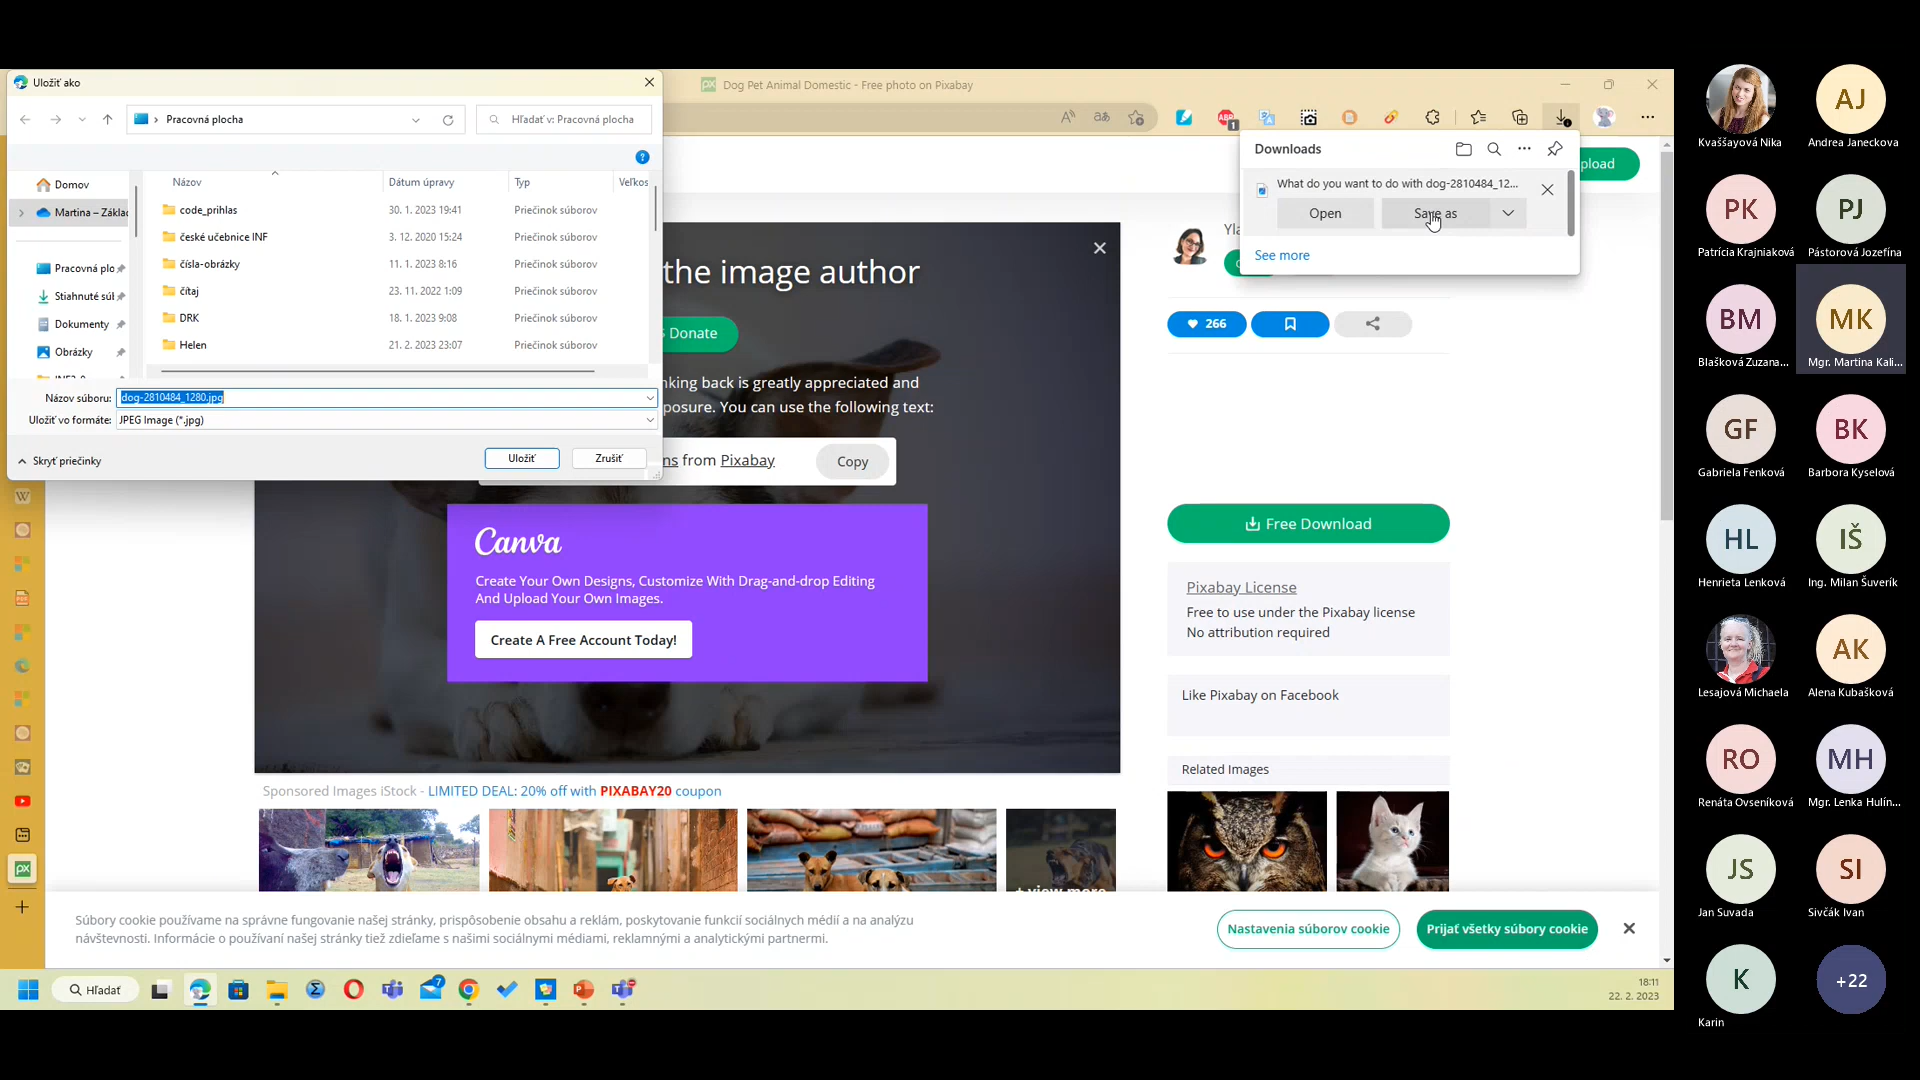 Uložiť ako
Pracovná plocha
Hľadať v: Pracovná plocha
Domov
Martina – Základ
Pracovná plo
Stiahnuté súl
Dokumenty
Obrázky
Názov
Dátum úpravy
Typ
Veľkos
code_prihlas
30. 1. 2023 19:41
Priečinok súborov
české učebnice INF
3. 12. 2020 15:24
Priečinok súborov
čísla-obrázky
11. 1. 2023 8:16
Priečinok súborov
čítaj
23. 11. 2022 1:09
Priečinok súborov
DRK
18. 1. 2023 9:08
Priečinok súborov
Helen
21. 2. 2023 23:07
Priečinok súborov
Názov súboru:
dog-2810484_1280.jpg
Uložiť vo formáte:
JPEG Image (*.jpg)
Skryť priečinky
Uložiť
Zrušiť
Dog Pet Animal Domestic - Free photo on Pixabay
Downloads
What do you want to do with dog-2810484_12...
Open
Save as
See more
pload
the image author
Donate
nking back is greatly appreciated and
posure. You can use the following text:
ns from Pixabay
Copy
Canva
Create Your Own Designs, Customize With Drag-and-drop Editing
And Upload Your Own Images.
Create A Free Account Today!
Sponsored Images iStock - LIMITED DEAL: 20% off with PIXABAY20 coupon
+ view more
266
Free Download
Pixabay License
Free to use under the Pixabay license
No attribution required
Like Pixabay on Facebook
Related Images
Súbory cookie používame na správne fungovanie našej stránky, prispôsobenie obsahu a reklám, poskytovanie funkcií sociálnych médií a na analýzu
návštevnosti. Informácie o používaní našej stránky tiež zdieľame s našimi sociálnymi médiami, reklamnými a analytickými partnermi.
Nastavenia súborov cookie
Prijať všetky súbory cookie
Hľadať
18:11
22. 2. 2023
Kvaššayová Nika
AJ
Andrea Janeckova
PK
Patrícia Krajniaková
PJ
Pástorová Jozefína
BM
Blašková Zuzana...
MK
Mgr. Martina Kali...
GF
Gabriela Fenková
BK
Barbora Kyselová
HL
Henrieta Lenková
IŠ
Ing. Milan Šuverík
Lesajová Michaela
AK
Alena Kubašková
RO
Renáta Ovseníková
MH
Mgr. Lenka Hulín...
JS
Jan Suvada
SI
Sivčák Ivan
K
Karin
+22